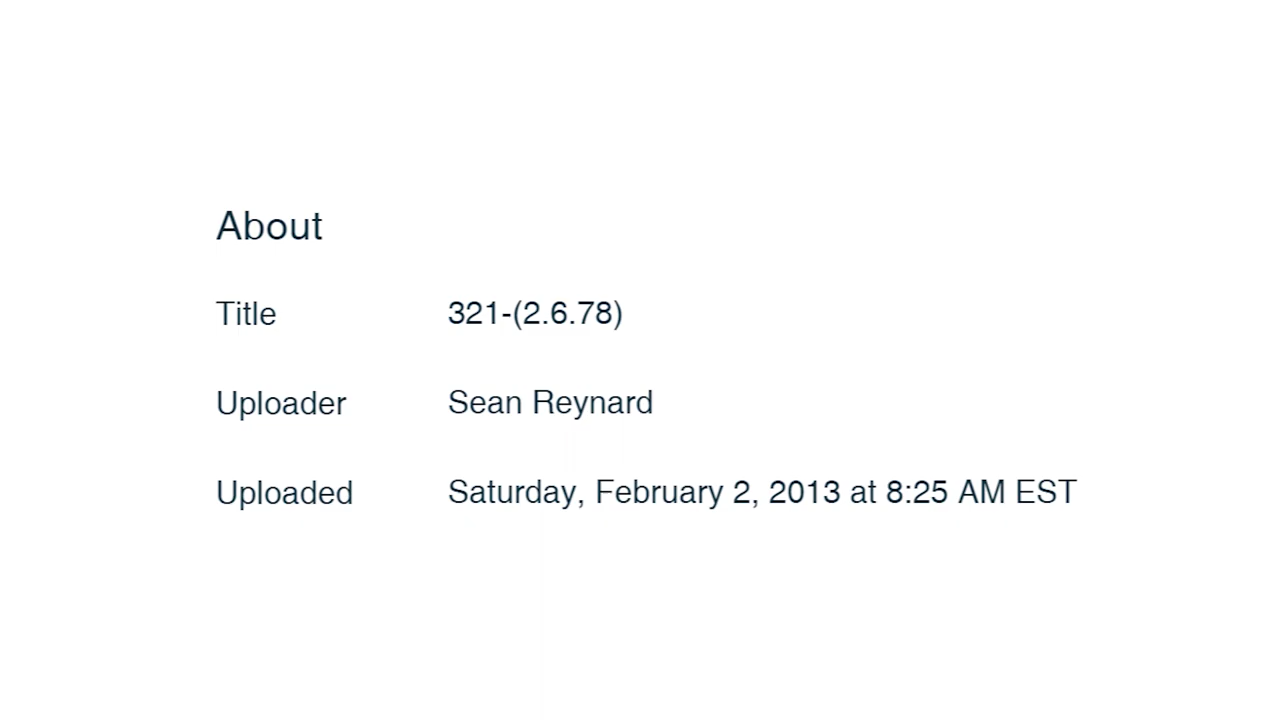 About
Title 321-(2.6.78)
Uploader Sean Reynard
Uploaded Saturday, February 2, 2013 at 8:25 AM EST